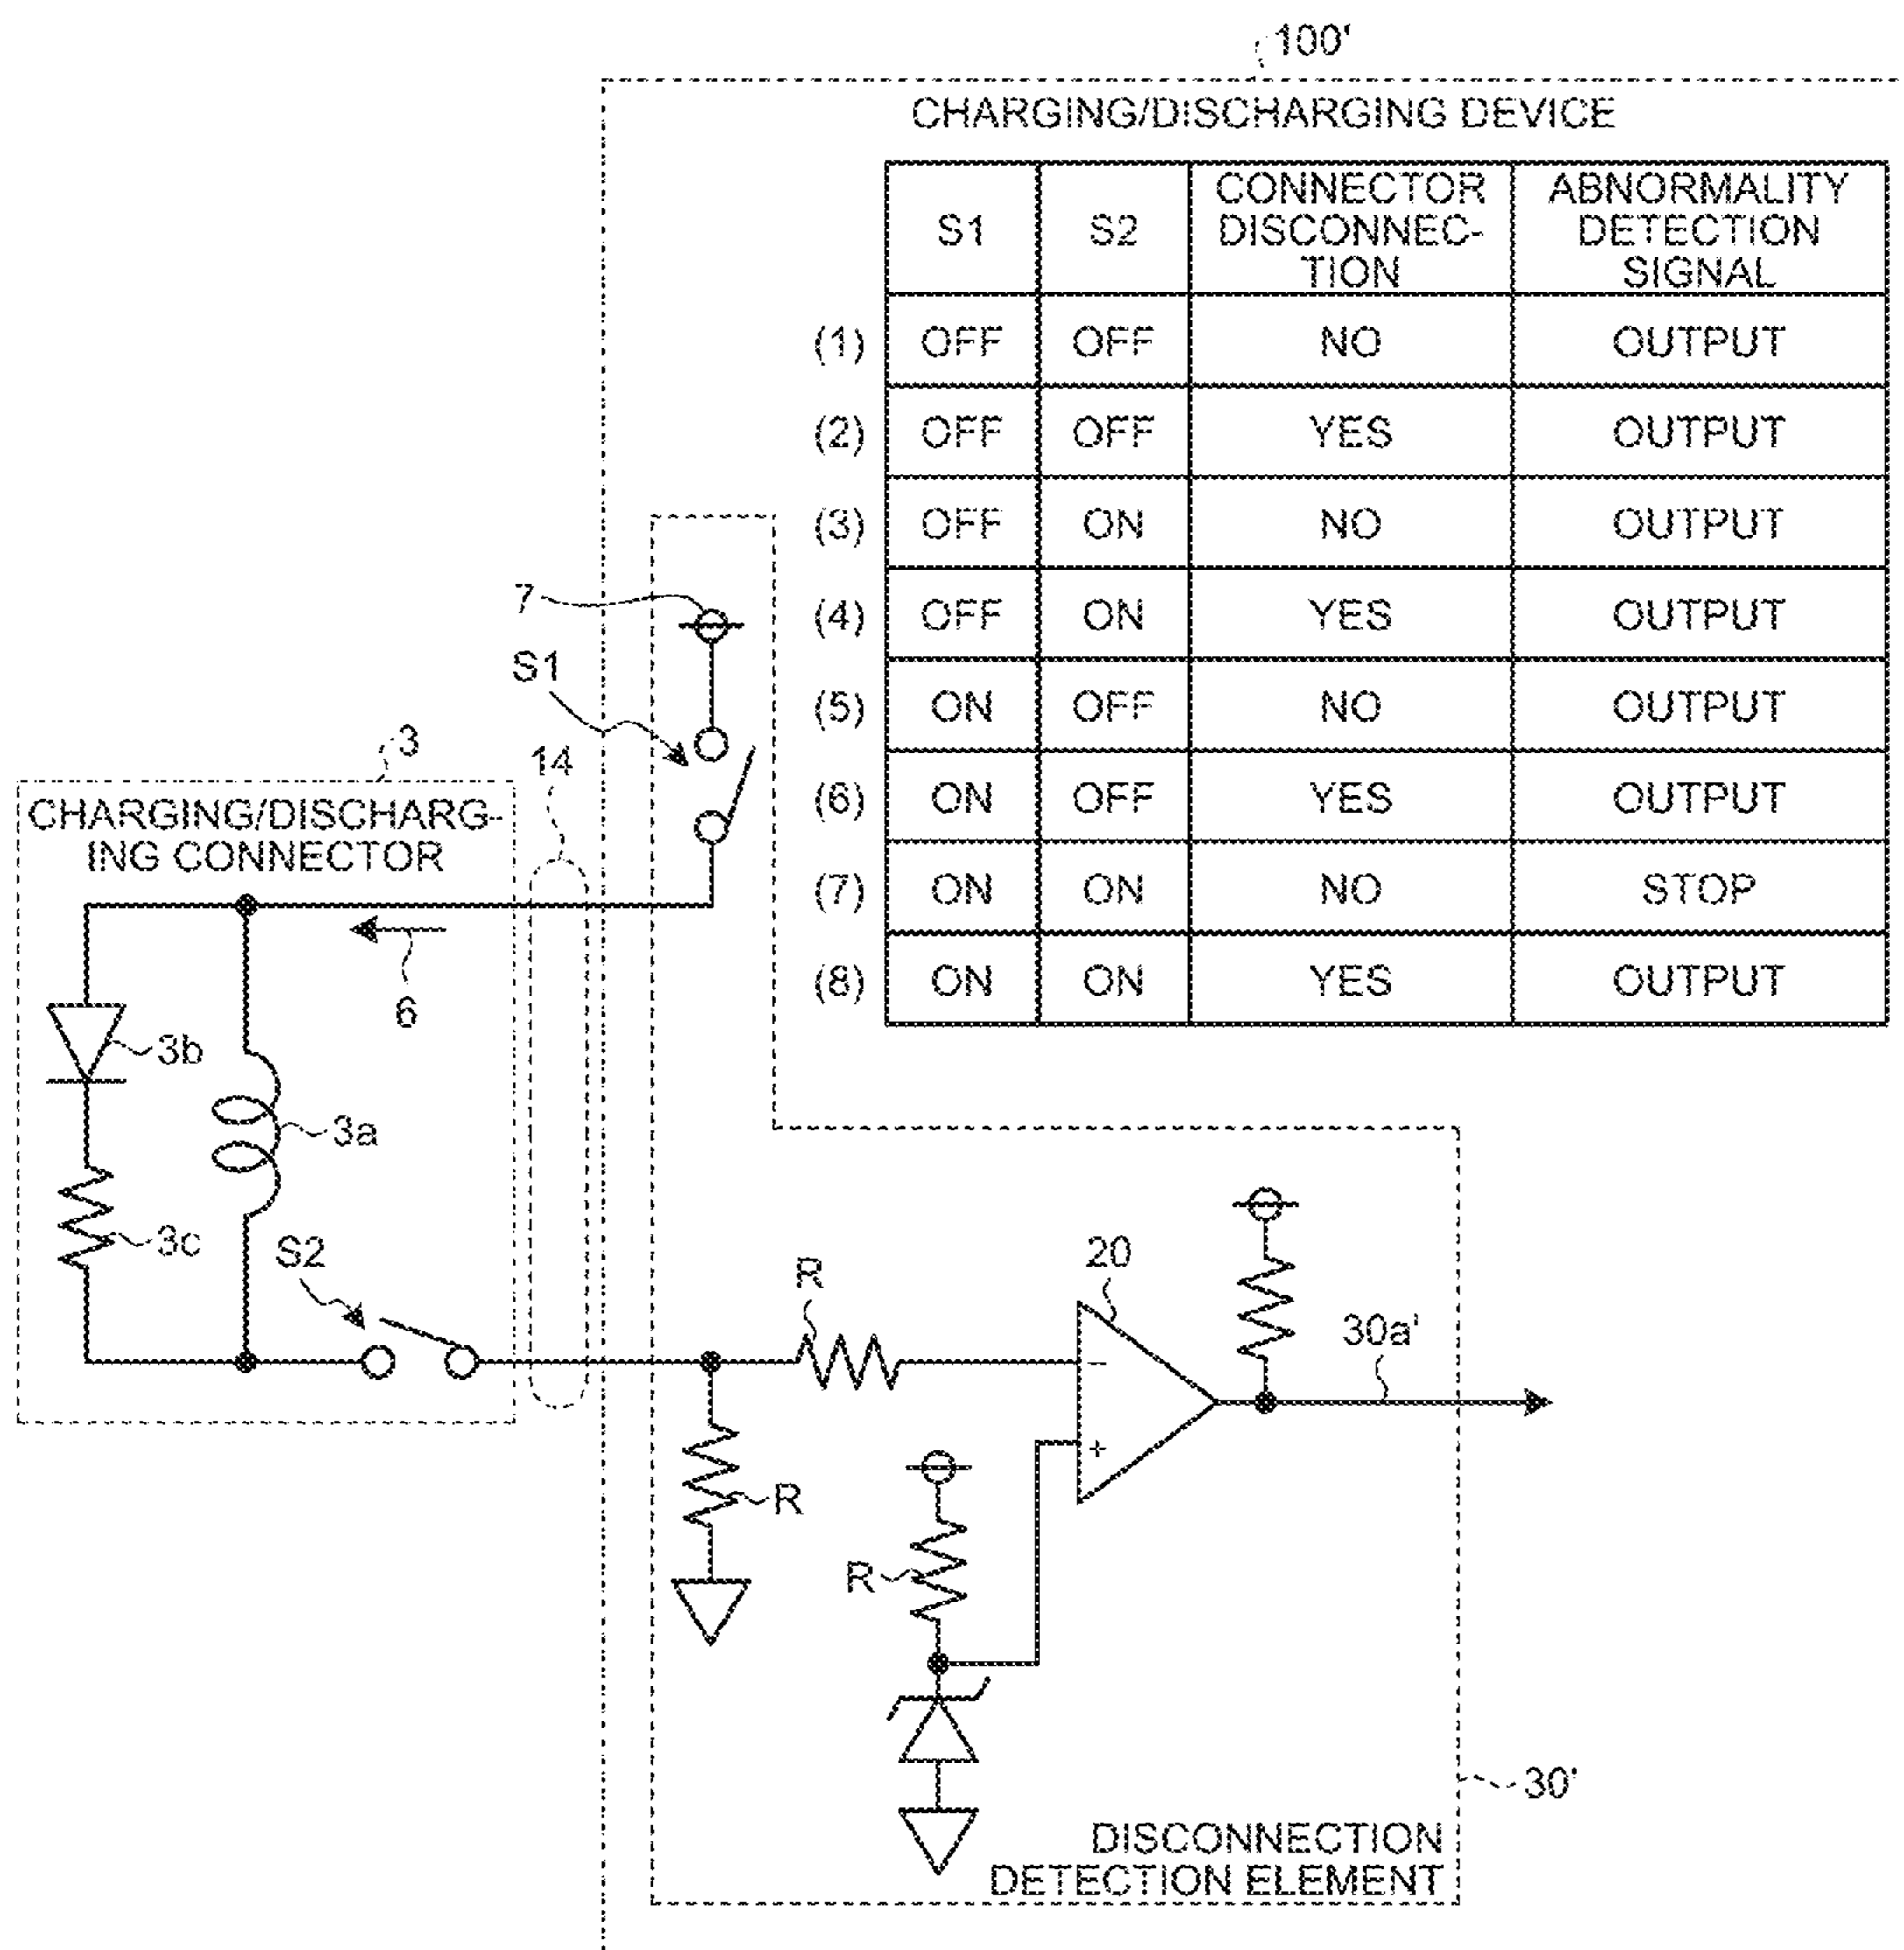 100'
CHARGING/DISCHARGING DEVICE
S1 S2 CONNECTOR DISCONNEC-TION ABNORMALITY DETECTION SIGNAL
(1) OFF OFF NO OUTPUT
(2) OFF OFF YES OUTPUT
(3) OFF ON NO OUTPUT
(4) OFF ON YES OUTPUT
(5) ON OFF NO OUTPUT
(6) ON OFF YES OUTPUT
(7) ON ON NO STOP
(8) ON ON YES OUTPUT
7
S1
3
14
CHARGING/DISCHARG-
ING CONNECTOR
6
3b
3a
3c
S2
R
20
30a'
−
+
R
R
30'
DISCONNECTION
DETECTION ELEMENT